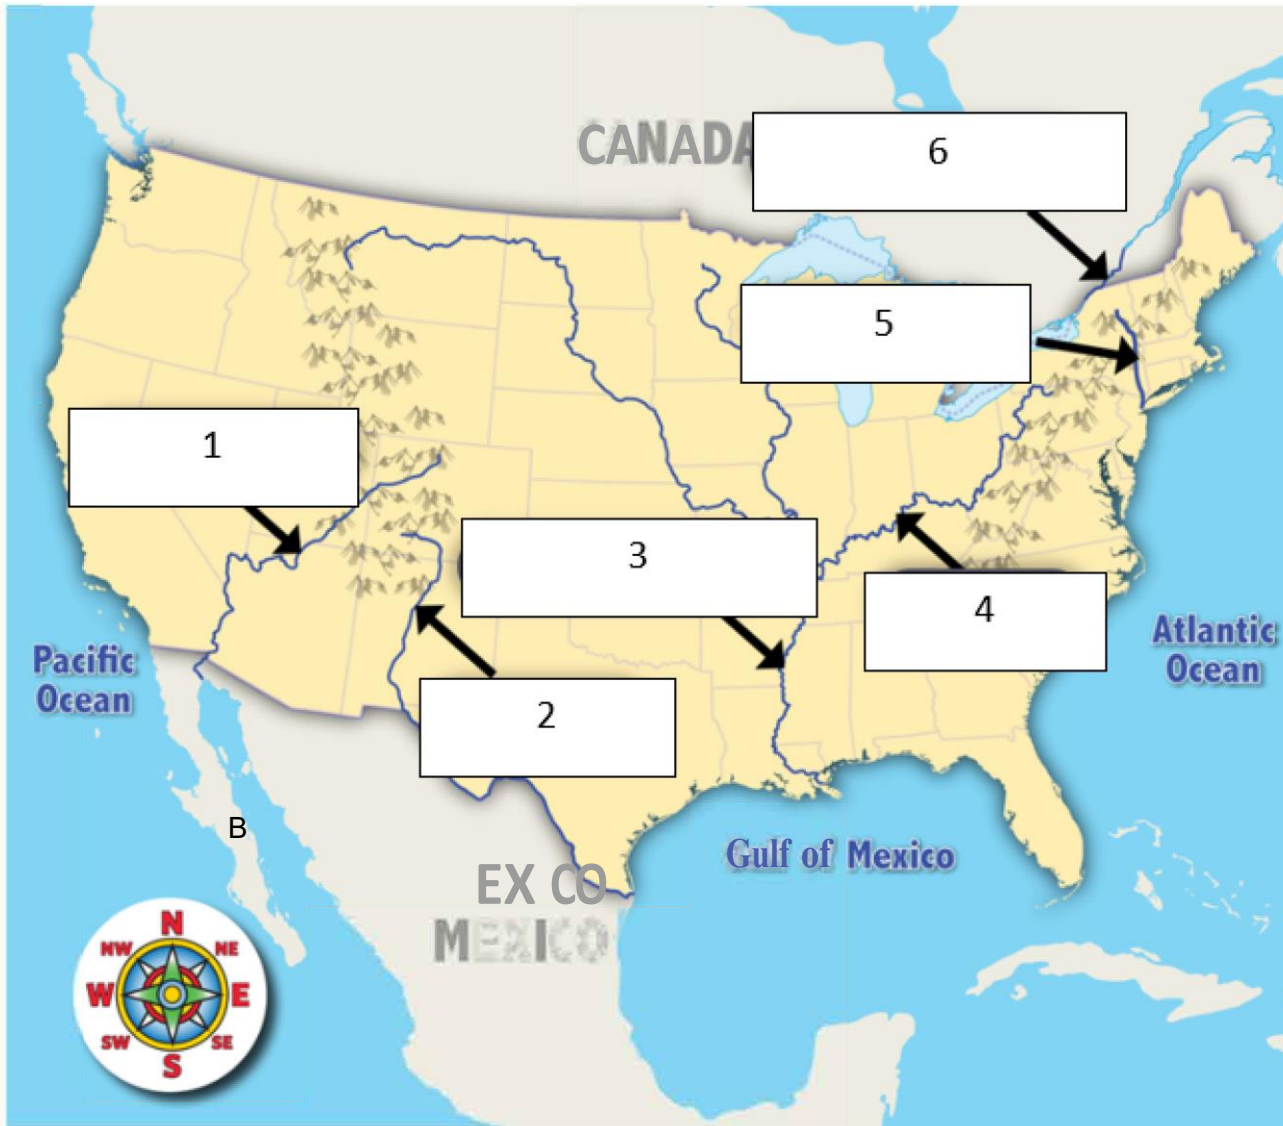 CANADA
6
5
1
3
4
Pacific
Ocean
Atlantic
Ocean
2
B
Gulf of Mexico
EX CO
MEXICO
N
NW NE
W E
SW SE
S